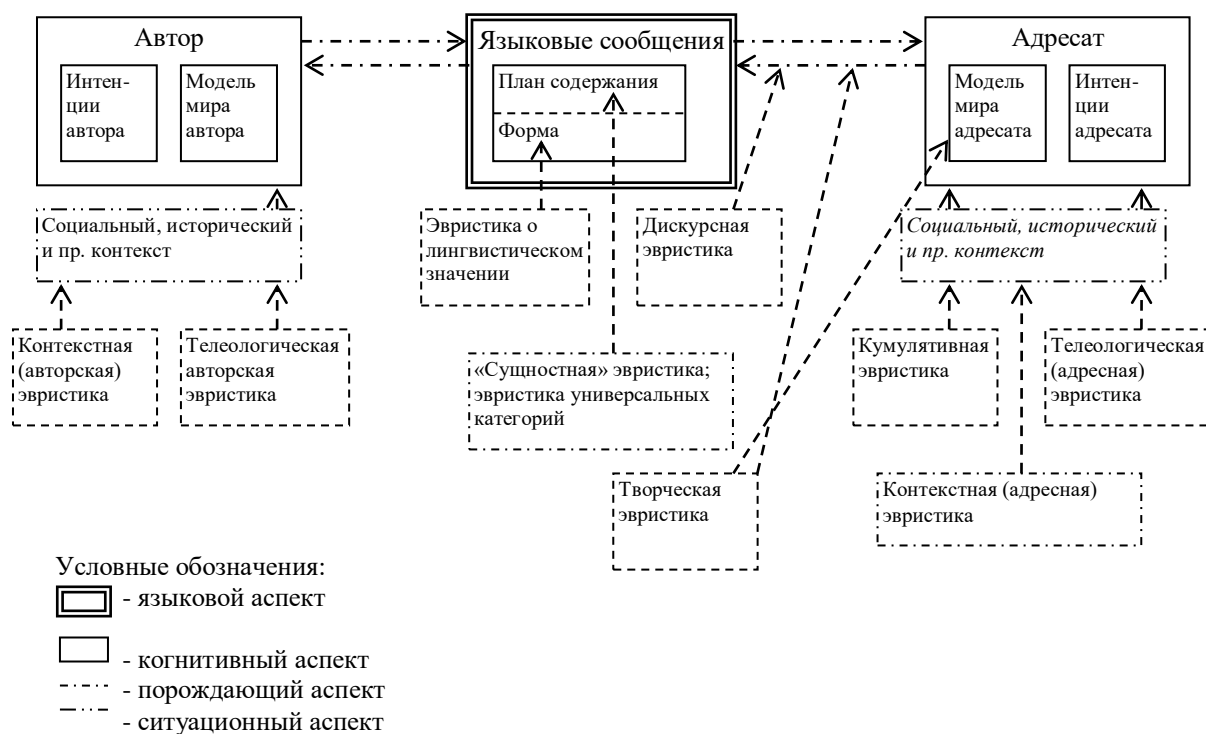 Автор
Интен-
ции
автора
Модель
мира
автора
Языковые сообщения
План содержания
Форма
Адресат
Модель
мира
адресата
Интен-
ции
адресата
Социальный, исторический
и пр. контекст
Эвристика о
лингвистическом
значении
Дискурсная
эвристика
Социальный, исторический
и пр. контекст
Контекстная
(авторская)
эвристика
Телеологическая
авторская
эвристика
«Сущностная» эвристика;
эвристика универсальных
категорий
Кумулятивная
эвристика
Телеологическая
(адресная)
эвристика
Творческая
эвристика
Контекстная (адресная)
эвристика
Условные обозначения:
- языковой аспект
- когнитивный аспект
- порождающий аспект
- ситуационный аспект